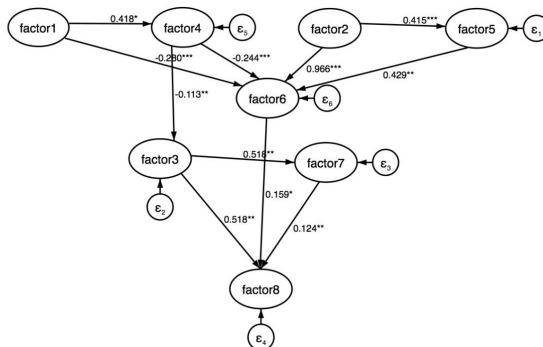 0.418*
factor1
factor4
ε5
factor2
0.415***
factor5
ε1
-0.280***
-0.244***
0.966***
0.429**
factor6
ε6
-0.113**
factor3
0.518**
factor7
ε3
ε2
0.159*
0.518**
0.124**
factor8
ε4